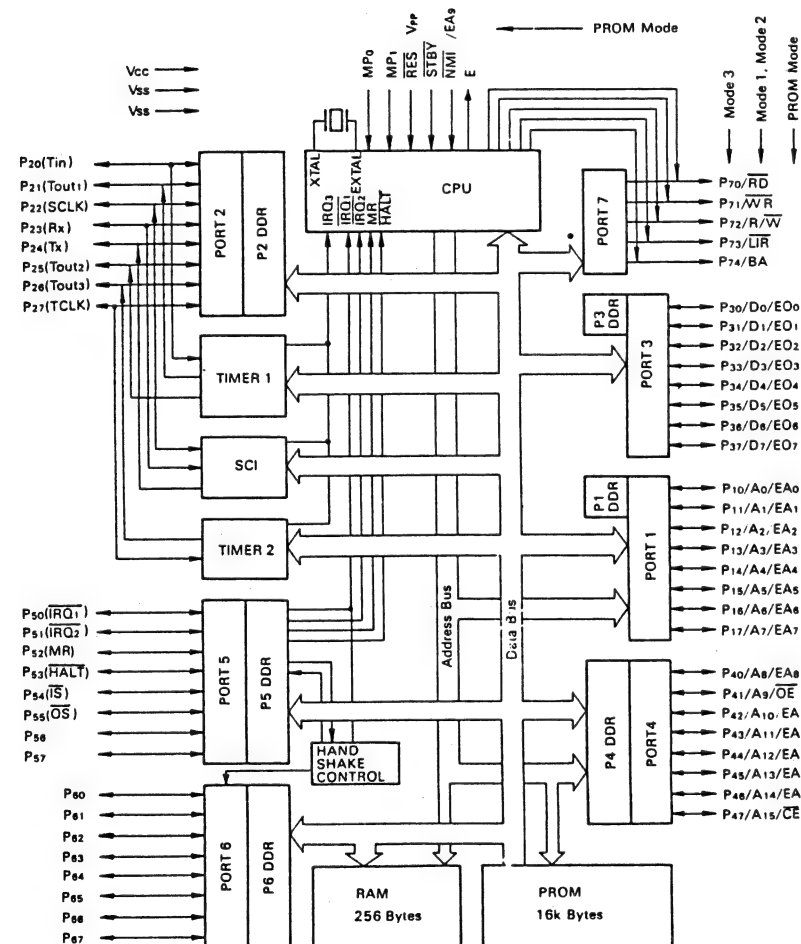 PROM Mode
Mode 3
Mode 1, Mode 2
PROM Mode
Vcc
Vss
Vss
MP0
MP1
RES
VPP
STBY
NMI
/EA9
E
XTAL
EXTAL
CPU
IRQ3
IRQ1
IRQ2
MR
HALT
P20(Tin)
P21(Tout1)
P22(SCLK)
P23(Rx)
P24(Tx)
P25(Tout2)
P26(Tout3)
P27(TCLK)
PORT 2
P2 DDR
TIMER 1
SCI
TIMER 2
PORT 7
P70/RD
P71/WR
P72/R/W
P73/LIR
P74/BA
P3 DDR
PORT 3
P30/D0/EO0
P31/D1/EO1
P32/D2/EO2
P33/D3/EO3
P34/D4/EO4
P35/D5/EO5
P36/D6/EO6
P37/D7/EO7
P1 DDR
PORT 1
P10/A0/EA0
P11/A1/EA1
P12/A2/EA2
P13/A3/EA3
P14/A4/EA4
P15/A5/EA5
P16/A6/EA6
P17/A7/EA7
Address Bus
Data Bus
P50(IRQ1)
P51(IRQ2)
P52(MR)
P53(HALT)
P54(IS)
P55(OS)
P56
P57
PORT 5
P5 DDR
HAND
SHAKE
CONTROL
P4 DDR
PORT4
P40/A8/EA8
P41/A9/OE
P42/A10/EA
P43/A11/EA
P44/A12/EA
P45/A13/EA
P46/A14/EA
P47/A15/CE
P60
P61
P62
P63
P64
P65
P66
P67
PORT 6
P6 DDR
RAM
256 Bytes
PROM
16k Bytes